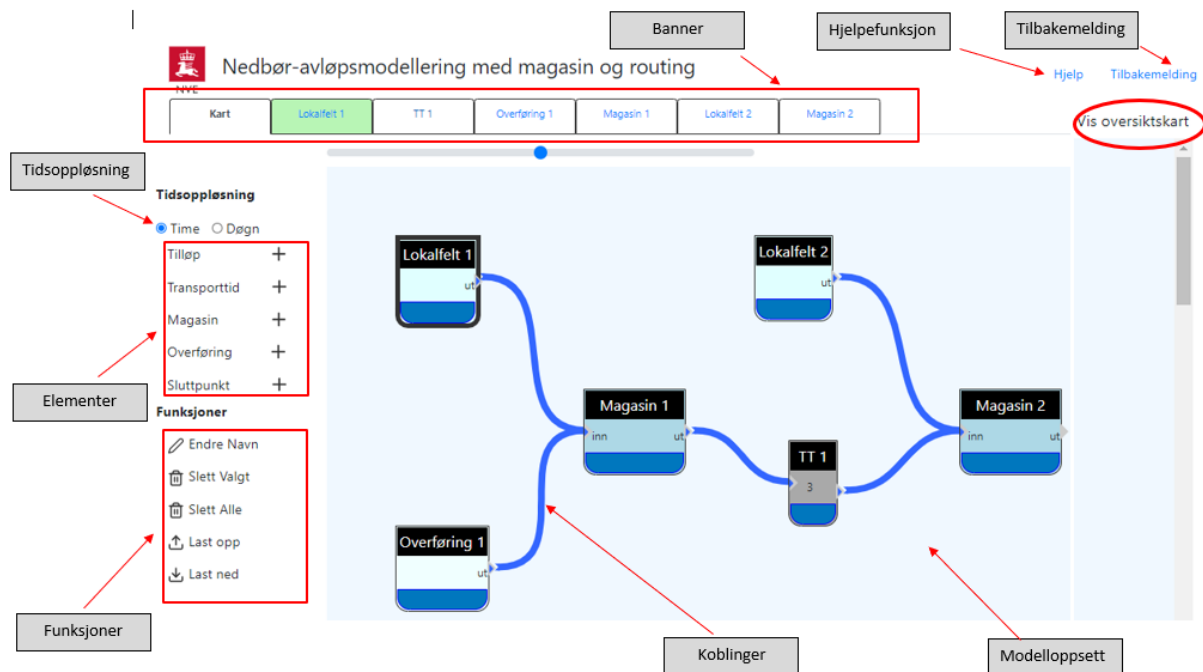 Banner
Hjelpefunksjon
Tilbakemelding
Nedbør-avløpsmodellering med magasin og routing
NVE
Hjelp
Tilbakemelding
Kart
Lokalfelt 1
TT 1
Overføring 1
Magasin 1
Lokalfelt 2
Magasin 2
Vis oversiktskart
Tidsoppløsning
Tidsoppløsning
Time
Døgn
Tilløp
Transporttid
Magasin
Overføring
Sluttpunkt
Elementer
Funksjoner
Endre Navn
Slett Valgt
Slett Alle
Last opp
Last ned
Funksjoner
Lokalfelt 1
ut
Lokalfelt 2
ut
Magasin 1
inn
ut
Magasin 2
inn
ut
TT 1
3
Overføring 1
ut
Koblinger
Modelloppsett